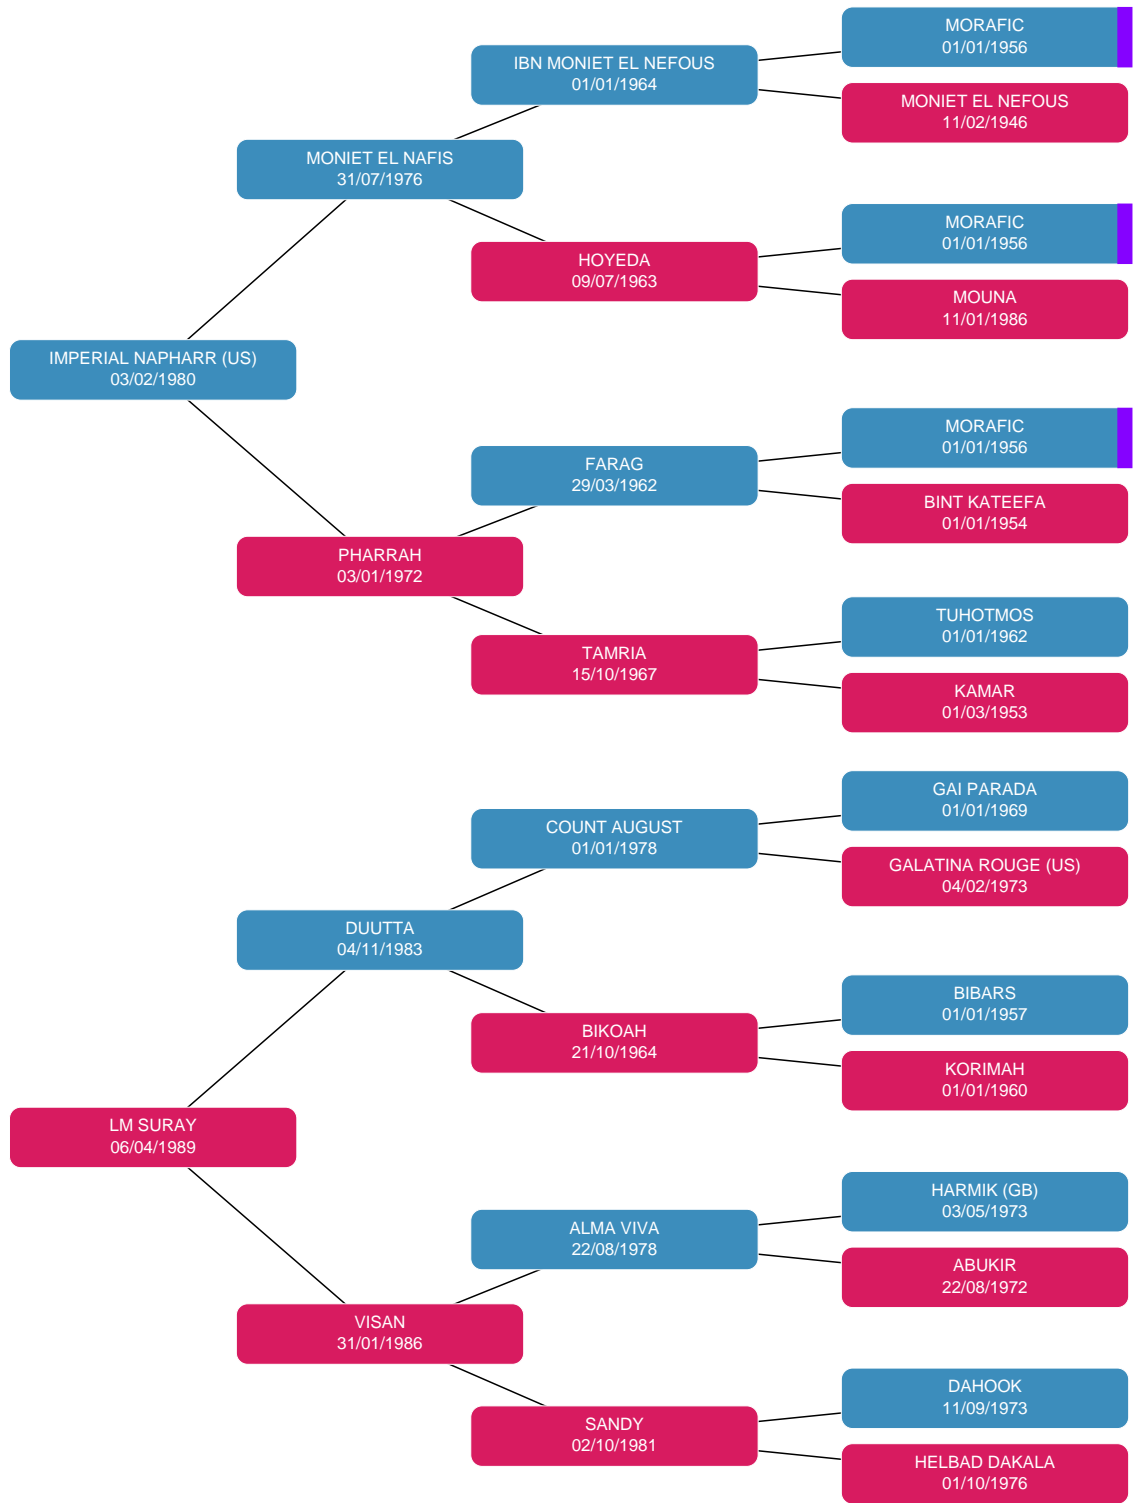 MORAFIC
01/01/1956
IBN MONIET EL NEFOUS
01/01/1964
MONIET EL NEFOUS
11/02/1946
MONIET EL NAFIS
31/07/1976
MORAFIC
01/01/1956
HOYEDA
09/07/1963
MOUNA
11/01/1986
IMPERIAL NAPHARR (US)
03/02/1980
MORAFIC
01/01/1956
FARAG
29/03/1962
BINT KATEEFA
01/01/1954
PHARRAH
03/01/1972
TUHOTMOS
01/01/1962
TAMRIA
15/10/1967
KAMAR
01/03/1953
GAI PARADA
01/01/1969
COUNT AUGUST
01/01/1978
GALATINA ROUGE (US)
04/02/1973
DUUTTA
04/11/1983
BIBARS
01/01/1957
BIKOAH
21/10/1964
KORIMAH
01/01/1960
LM SURAY
06/04/1989
HARMIK (GB)
03/05/1973
ALMA VIVA
22/08/1978
ABUKIR
22/08/1972
VISAN
31/01/1986
DAHOOK
11/09/1973
SANDY
02/10/1981
HELBAD DAKALA
01/10/1976